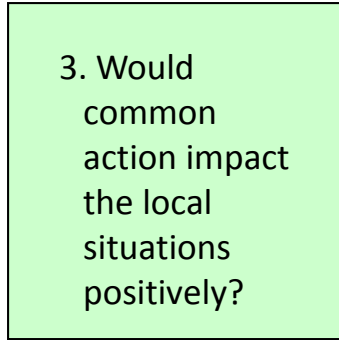 3. Would
common
action impact
the local
situations
positively?